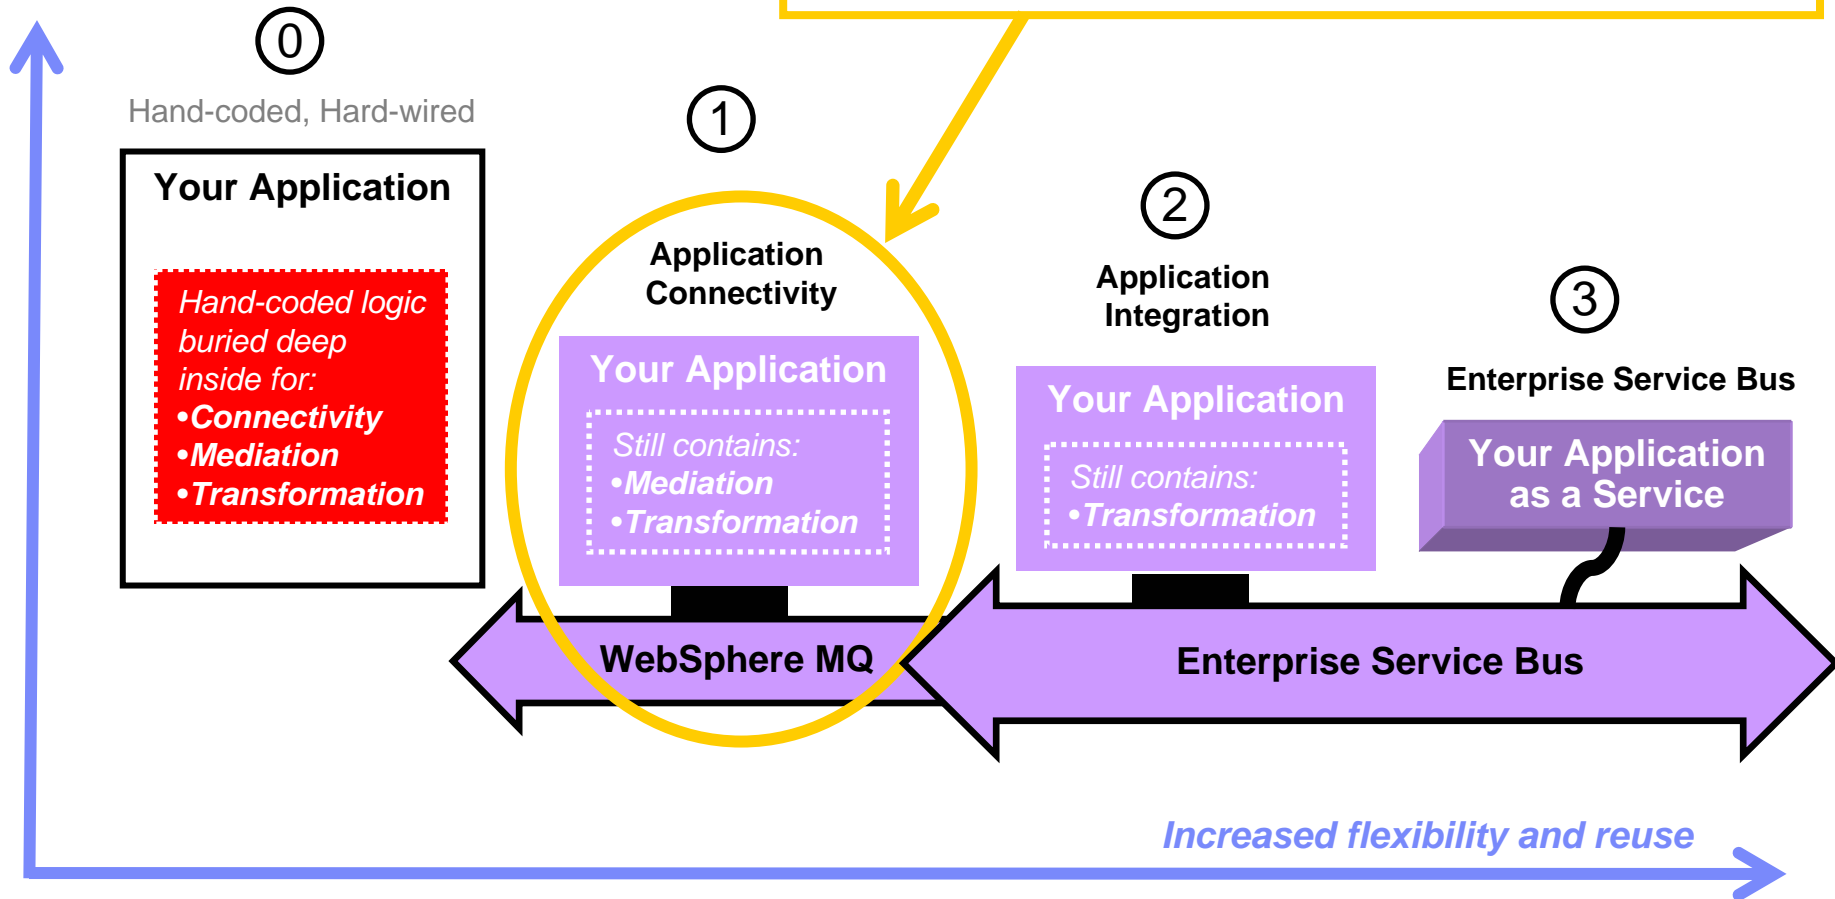 0
Hand-coded, Hard-wired
Your Application
Hand-coded logic
buried deep
inside for:
•Connectivity
•Mediation
•Transformation
1
Application
Connectivity
Your Application
Still contains:
•Mediation
•Transformation
WebSphere MQ
2
Application
Integration
Your Application
Still contains:
•Transformation
3
Enterprise Service Bus
Your Application
as a Service
Enterprise Service Bus
Increased flexibility and reuse